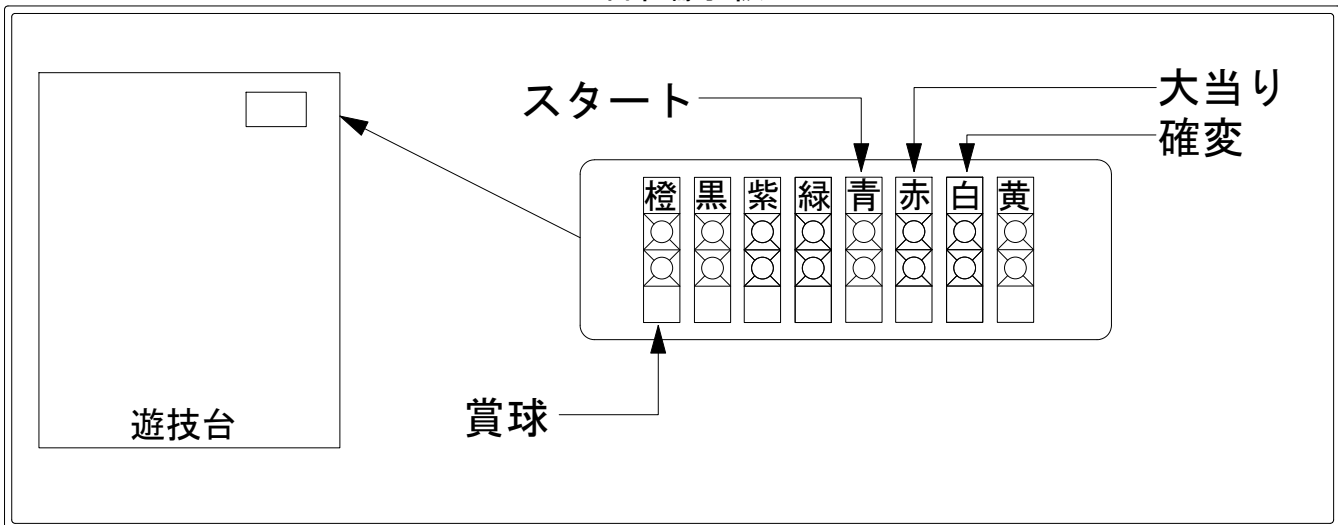 大当り
スタート
確変
橙 黒 紫 緑 青 赤 白 黄
賞球
遊技台